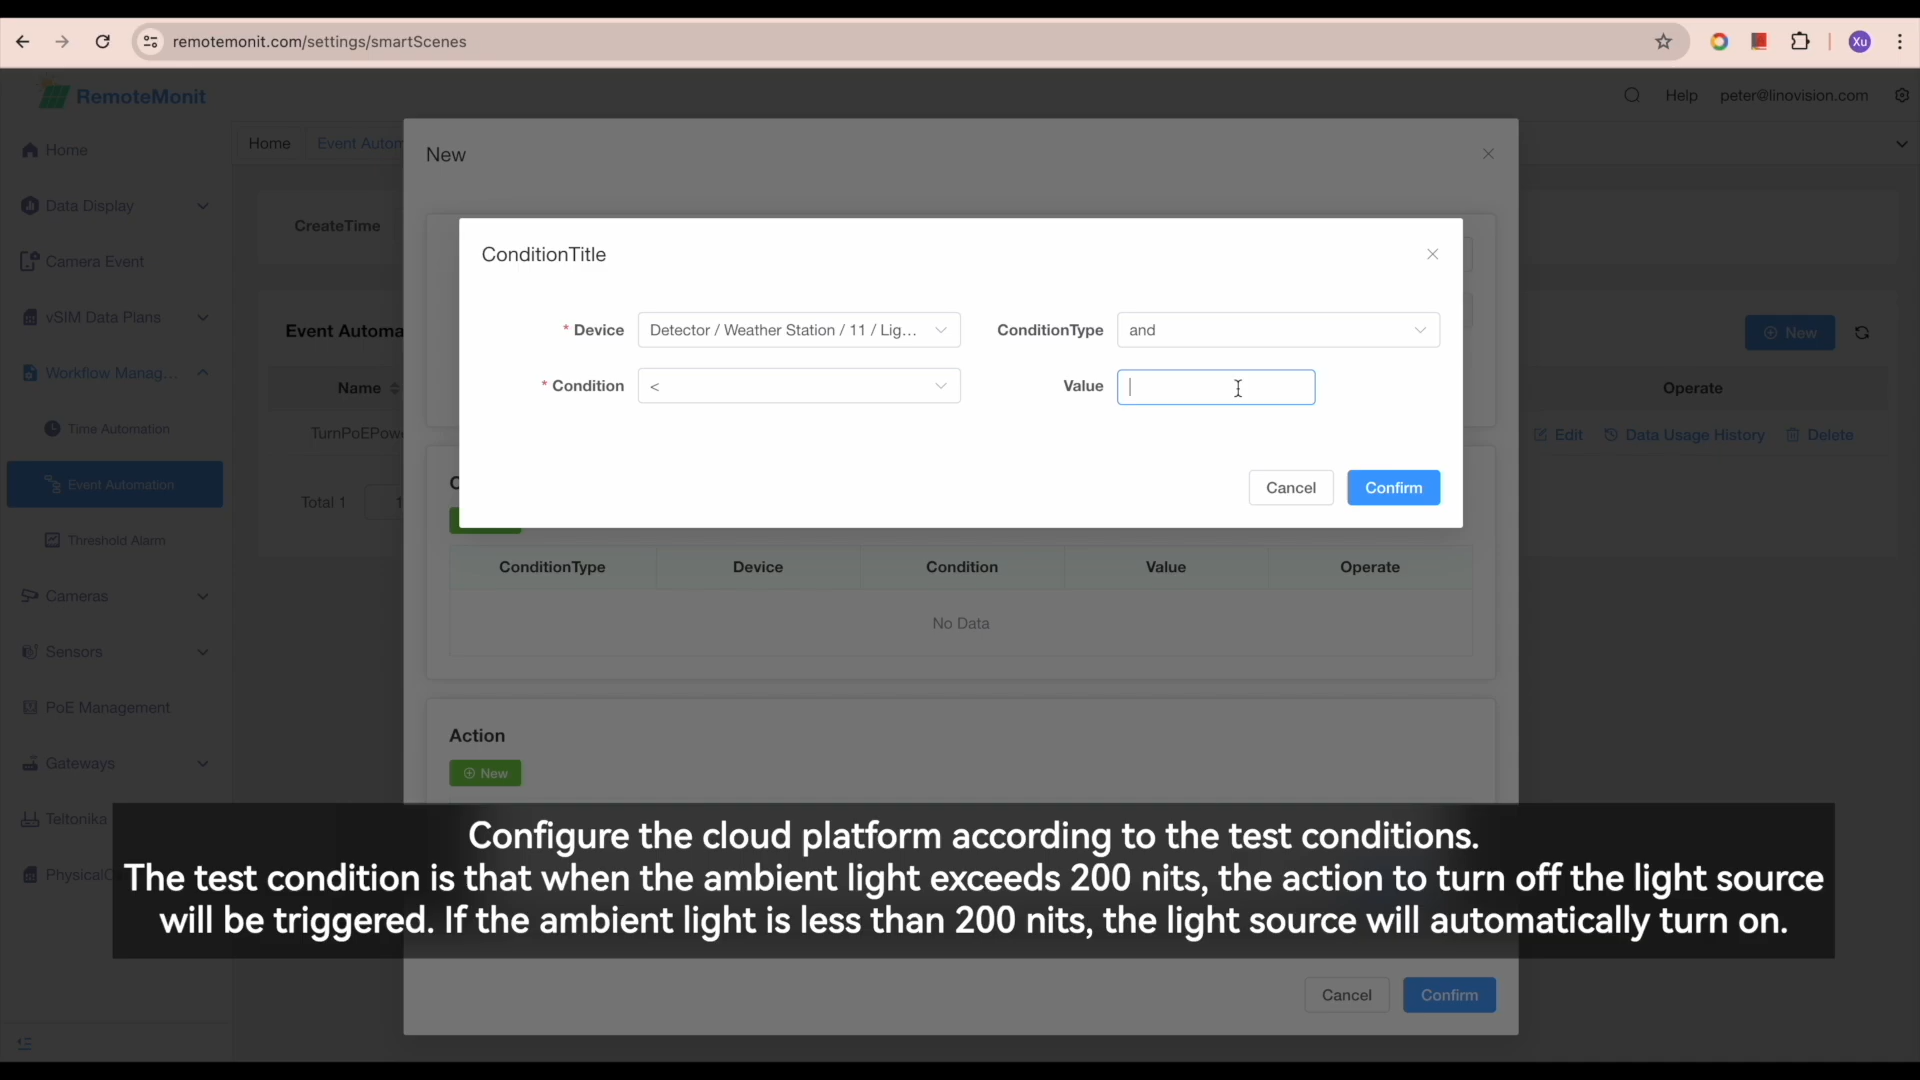 remotemonit.com/settings/smartScenes
Xu
RemoteMonit
Help
peter@linovision.com
Home
Data Display
Camera Event
vSIM Data Plans
Workflow Manag...
Time Automation
Event Automation
Threshold Alarm
Cameras
Sensors
PoE Management
Gateways
Teltonika
Home
Event Autom
CreateTime
Event Automa
New
Name
Operate
TurnPoEPow
Edit
Data Usage History
Delete
Total 1
1
New
ConditionTitle
* Device
Detector / Weather Station / 11 / Lig...
ConditionType
and
* Condition
<
Value
Cancel
Confirm
ConditionType
Device
Condition
Value
Operate
No Data
Action
New
Configure the cloud platform according to the test conditions.
The test condition is that when the ambient light exceeds 200 nits, the action to turn off the light source
will be triggered. If the ambient light is less than 200 nits, the light source will automatically turn on.
Cancel
Confirm